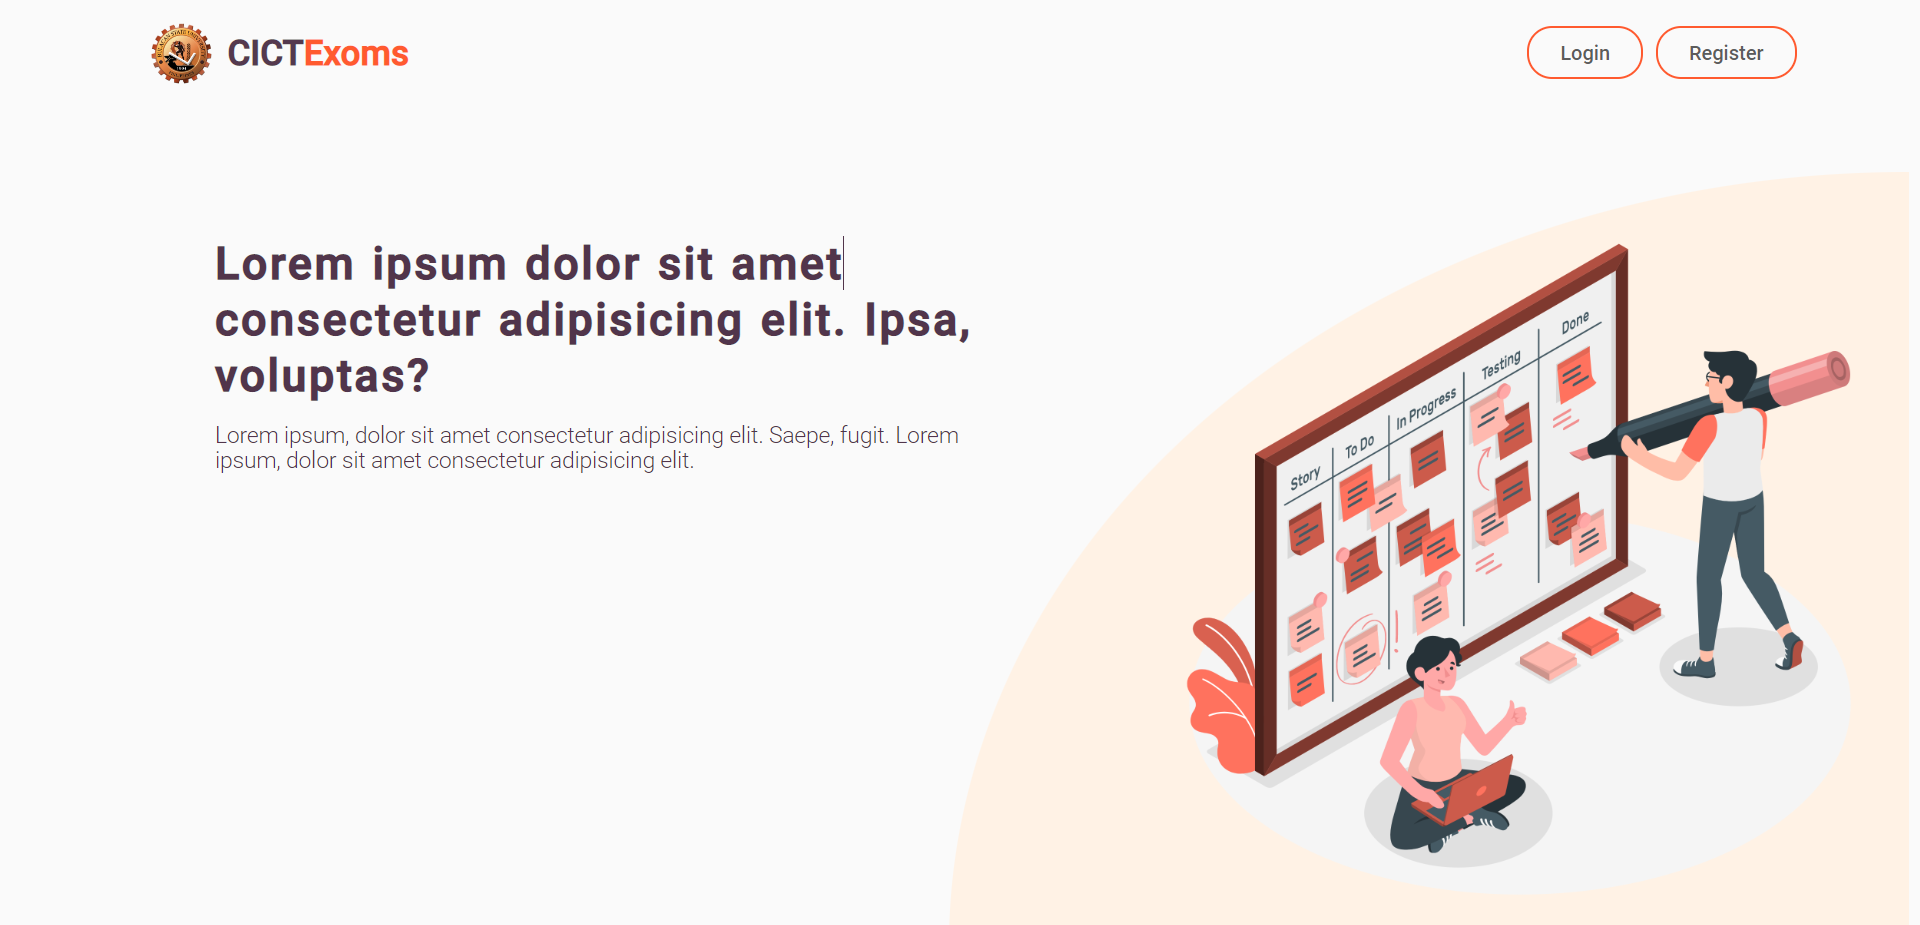 CICTExoms
Login
Register
Lorem ipsum dolor sit amet
consectetur adipisicing elit. Ipsa,
voluptas?
Lorem ipsum, dolor sit amet consectetur adipisicing elit. Saepe, fugit. Lorem
ipsum, dolor sit amet consectetur adipisicing elit.
Story
To Do
In Progress
Testing
Done